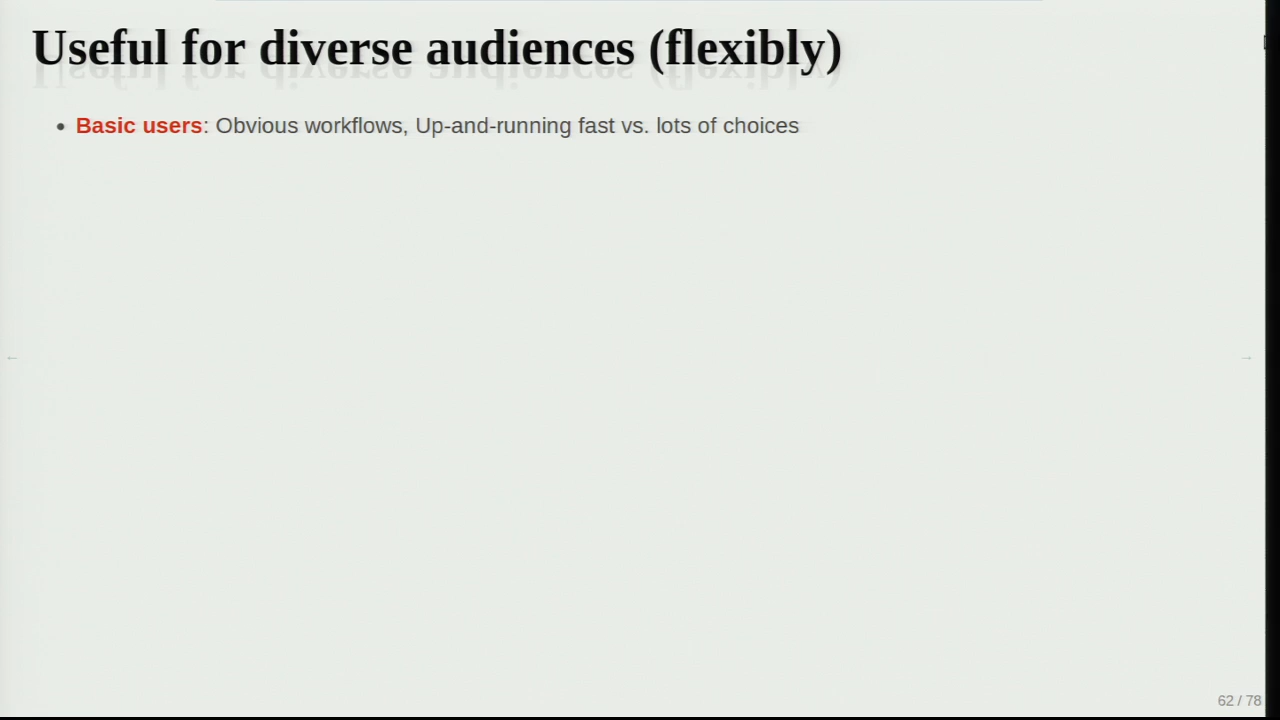 Useful for diverse audiences (flexibly)
• Basic users: Obvious workflows, Up-and-running fast vs. lots of choices
←
→
62 / 78